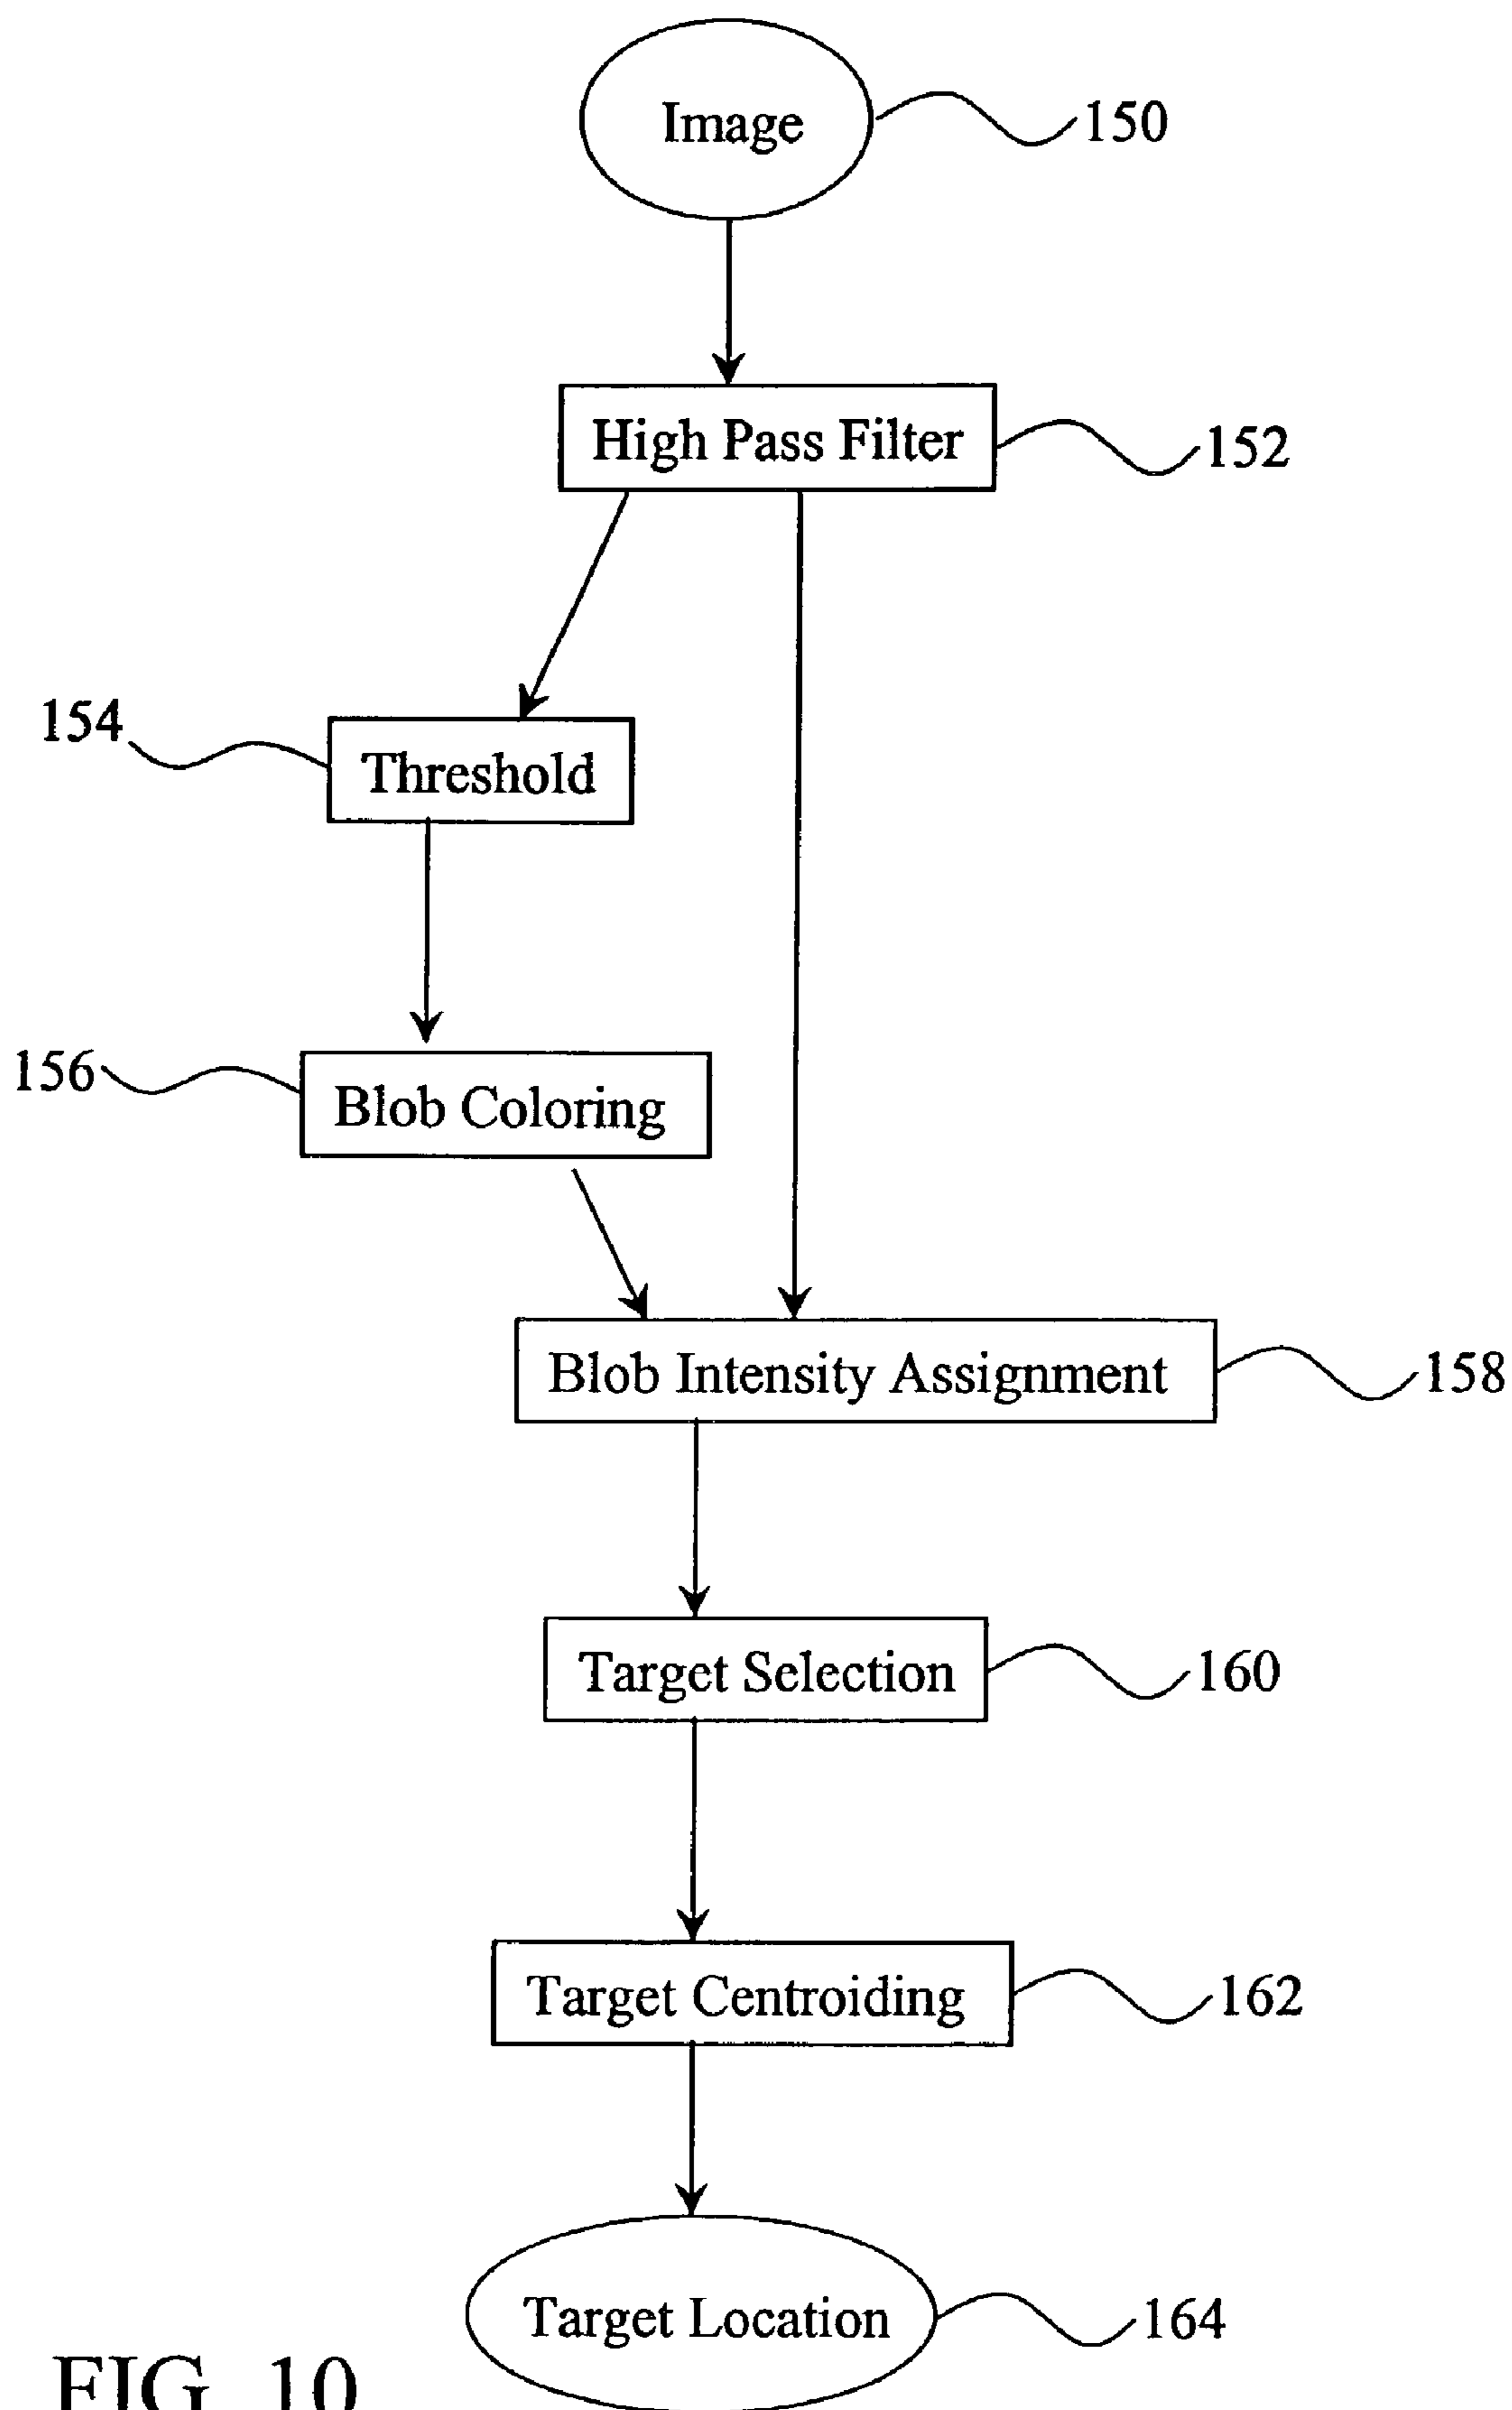 Image
150
High Pass Filter
152
154
Threshold
156
Blob Coloring
Blob Intensity Assignment
158
Target Selection
160
Target Centroiding
162
Target Location
164
FIG. 10